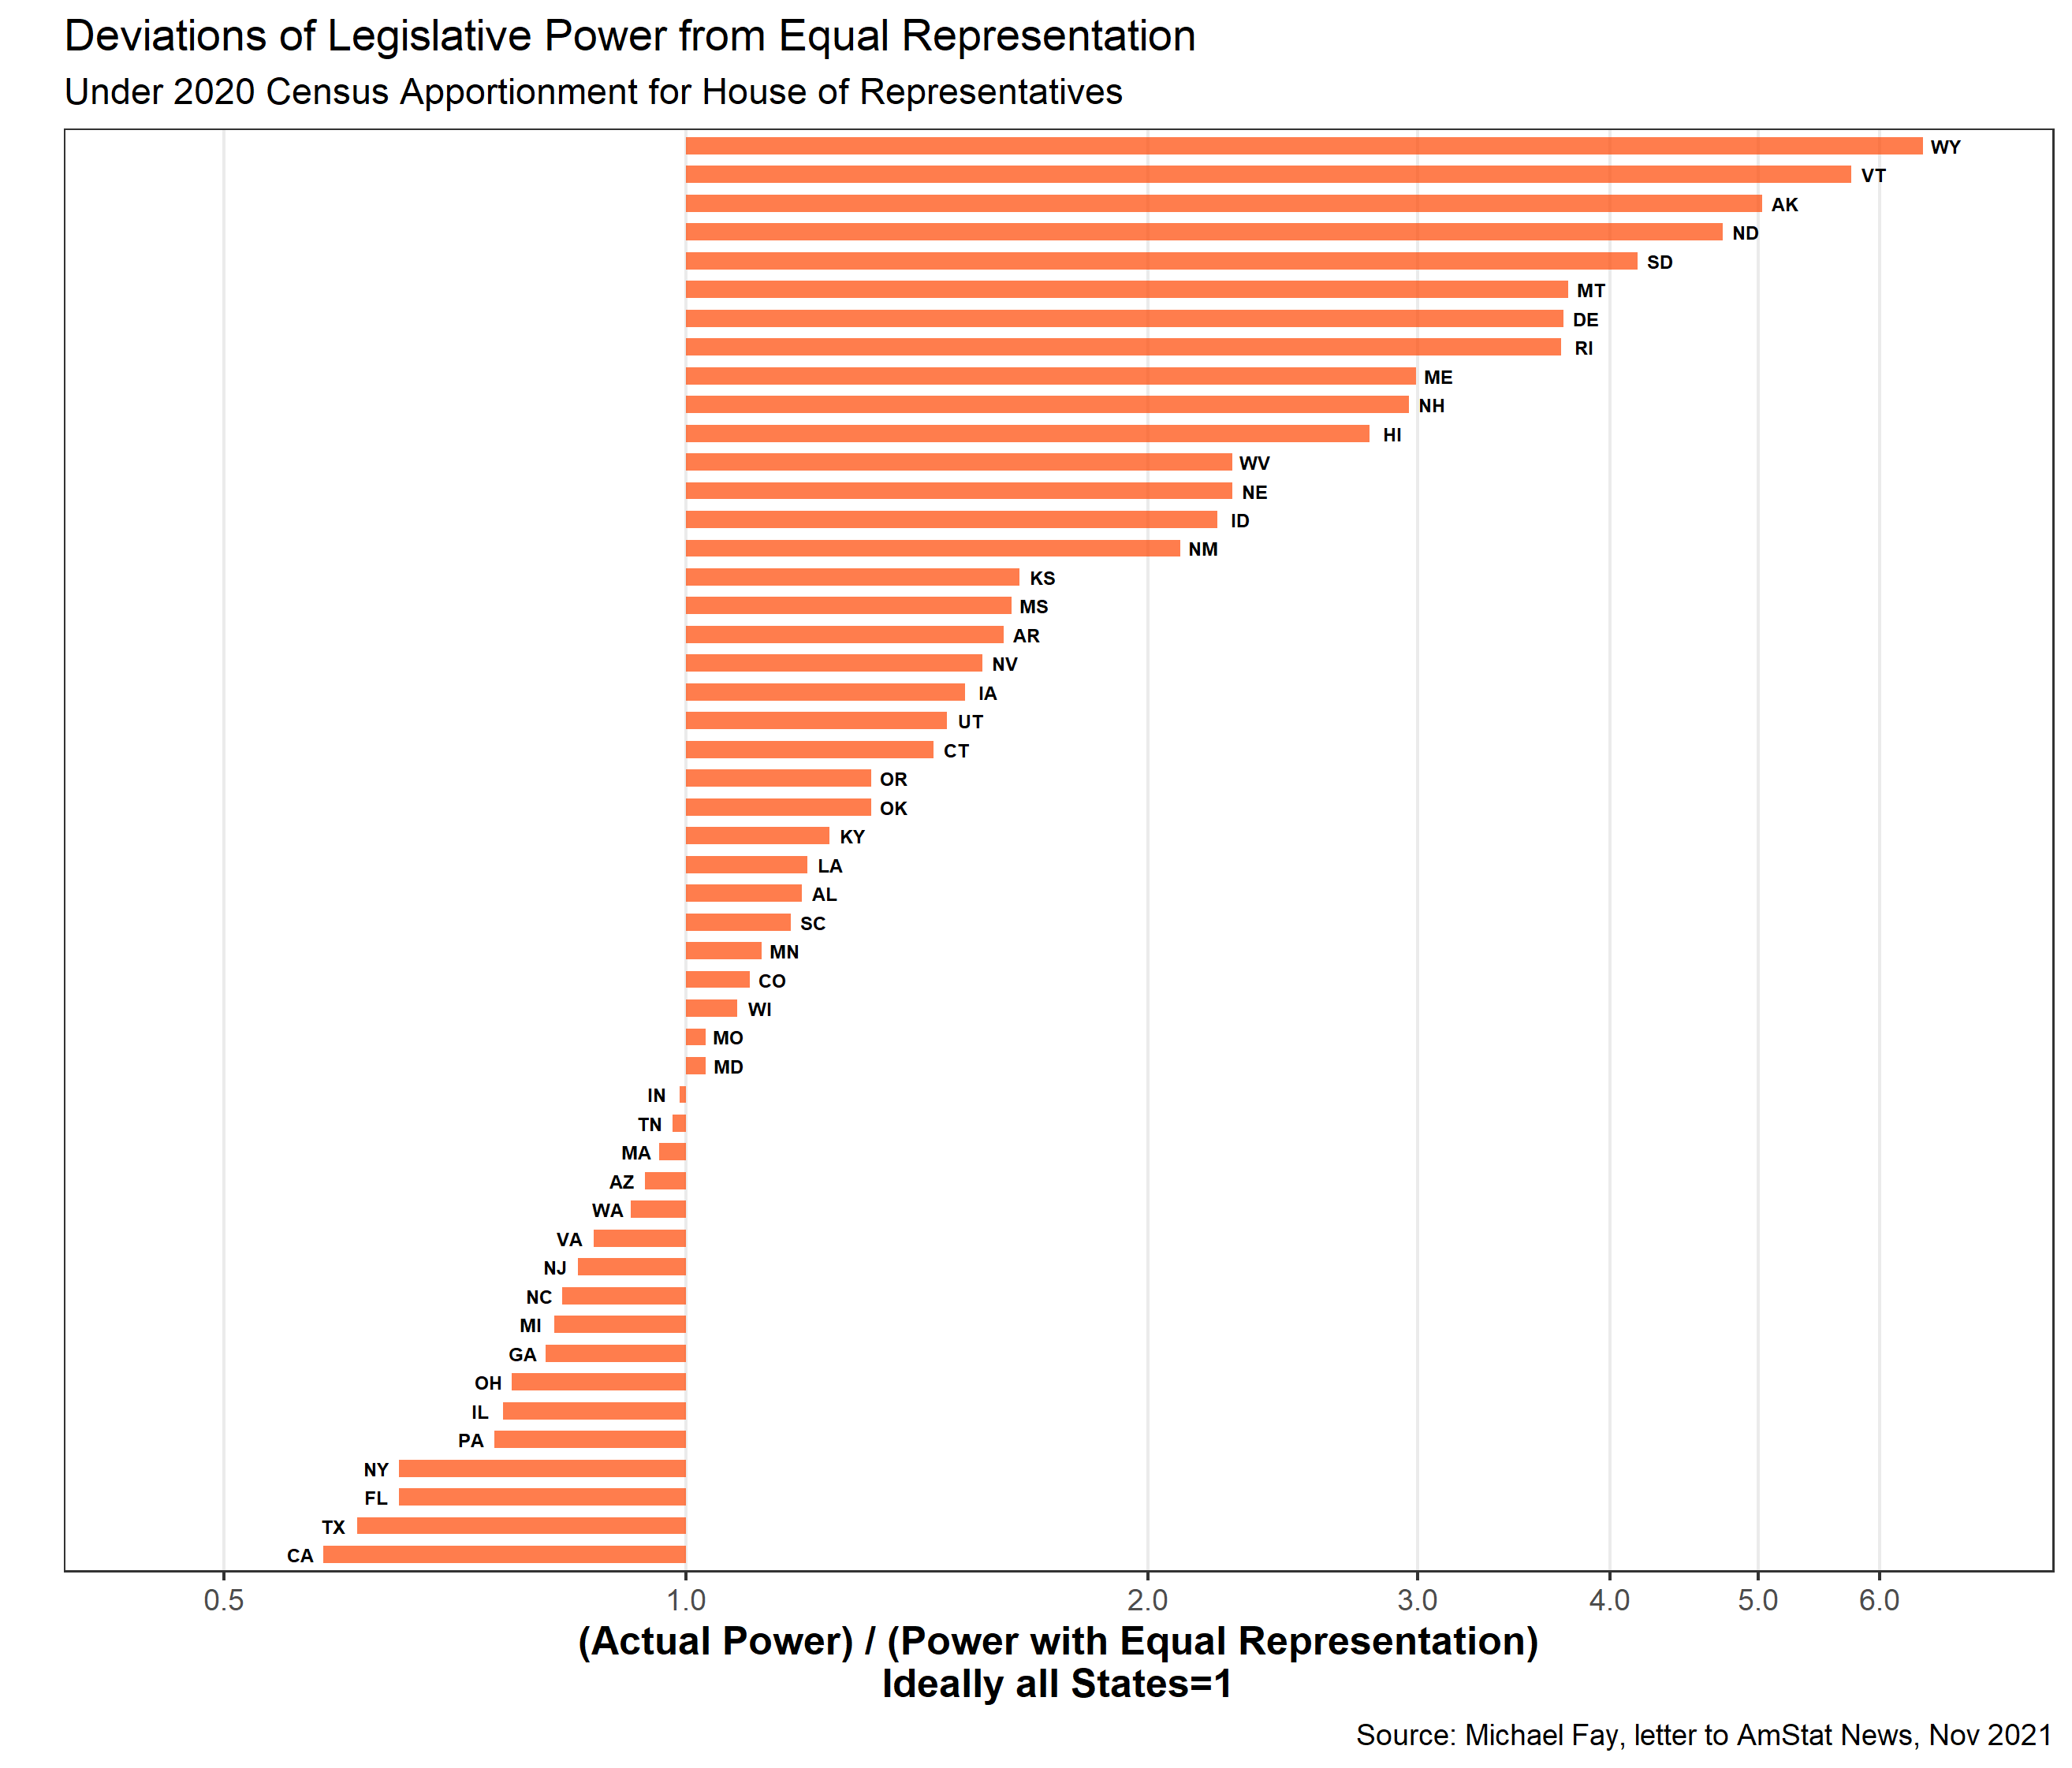 Deviations of Legislative Power from Equal Representation
Under 2020 Census Apportionment for House of Representatives
WY
VT
AK
ND
SD
MT
DE
RI
ME
NH
HI
WV
NE
ID
NM
KS
MS
AR
NV
IA
UT
CT
OR
OK
KY
LA
AL
SC
MN
CO
WI
MO
MD
IN
TN
MA
AZ
WA
VA
NJ
NC
MI
GA
OH
IL
PA
NY
FL
TX
CA
0.5 1.0 2.0 3.0 4.0 5.0 6.0
(Actual Power) / (Power with Equal Representation)
Ideally all States=1
Source: Michael Fay, letter to AmStat News, Nov 2021